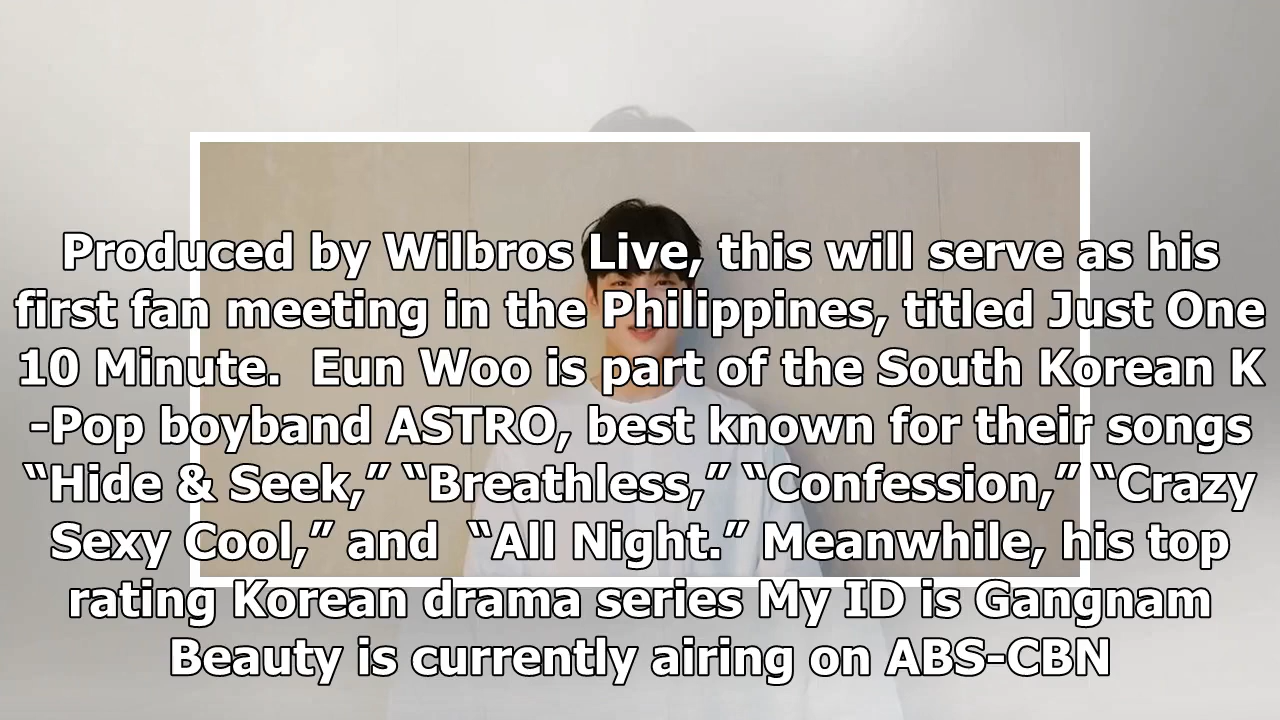 Produced by Wilbros Live, this will serve as his
first fan meeting in the Philippines, titled Just One
10 Minute.  Eun Woo is part of the South Korean K
-Pop boyband ASTRO, best known for their songs
“Hide & Seek,” “Breathless,” “Confession,” “Crazy
Sexy Cool,” and  “All Night.” Meanwhile, his top
rating Korean drama series My ID is Gangnam
Beauty is currently airing on ABS-CBN